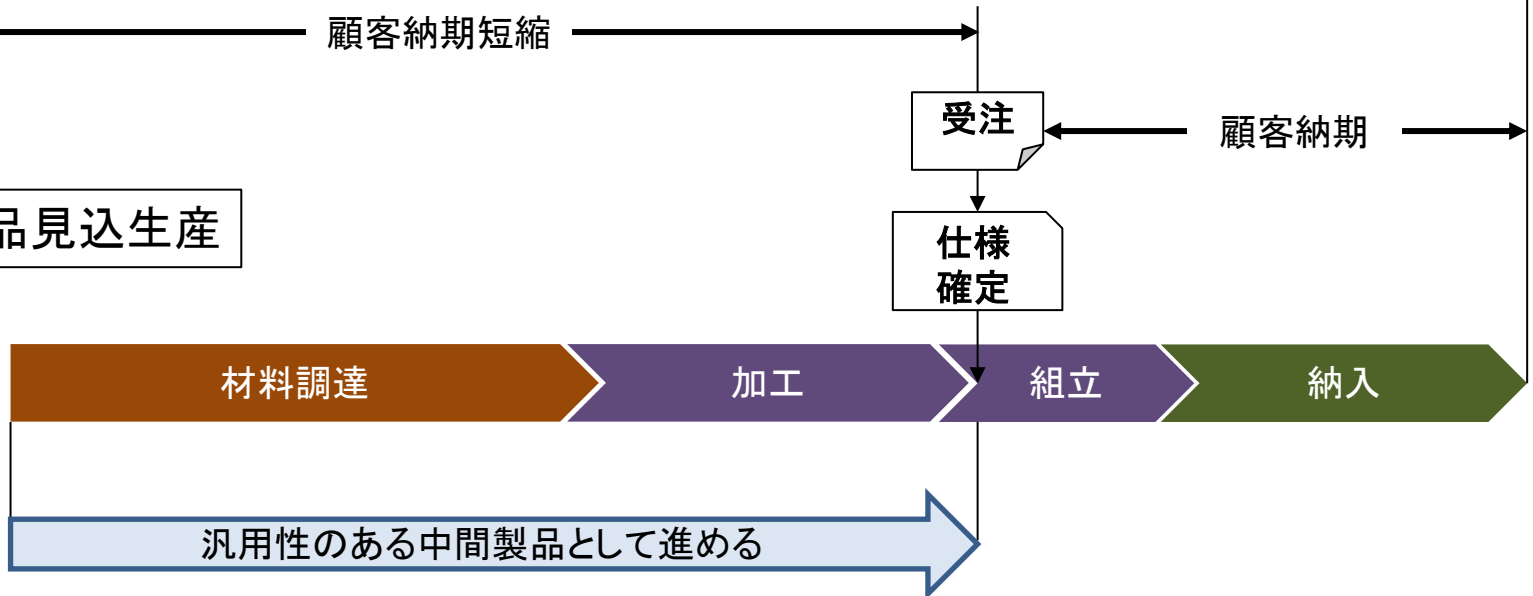 顧客納期短縮
受注
顧客納期
品見込生産
仕様
確定
材料調達
加工
組立
納入
汎用性のある中間製品として進める